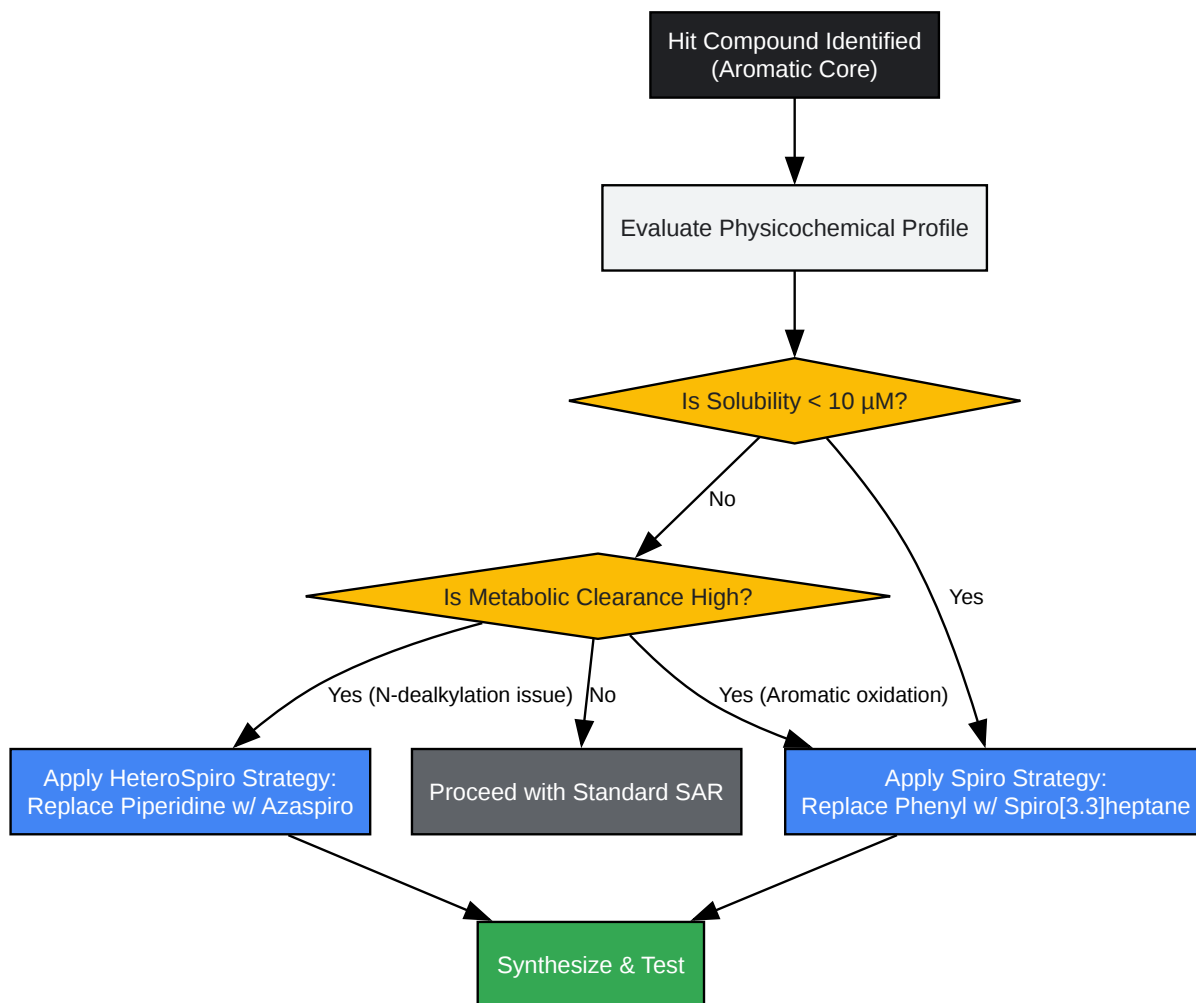 Hit Compound Identified
(Aromatic Core)
Evaluate Physicochemical Profile
Is Solubility < 10 µM?
No
Yes
Is Metabolic Clearance High?
Yes (N-dealkylation issue)
No
Yes (Aromatic oxidation)
Apply HeteroSpiro Strategy:
Replace Piperidine w/ Azaspiro
Proceed with Standard SAR
Apply Spiro Strategy:
Replace Phenyl w/ Spiro[3.3]heptane
Synthesize & Test